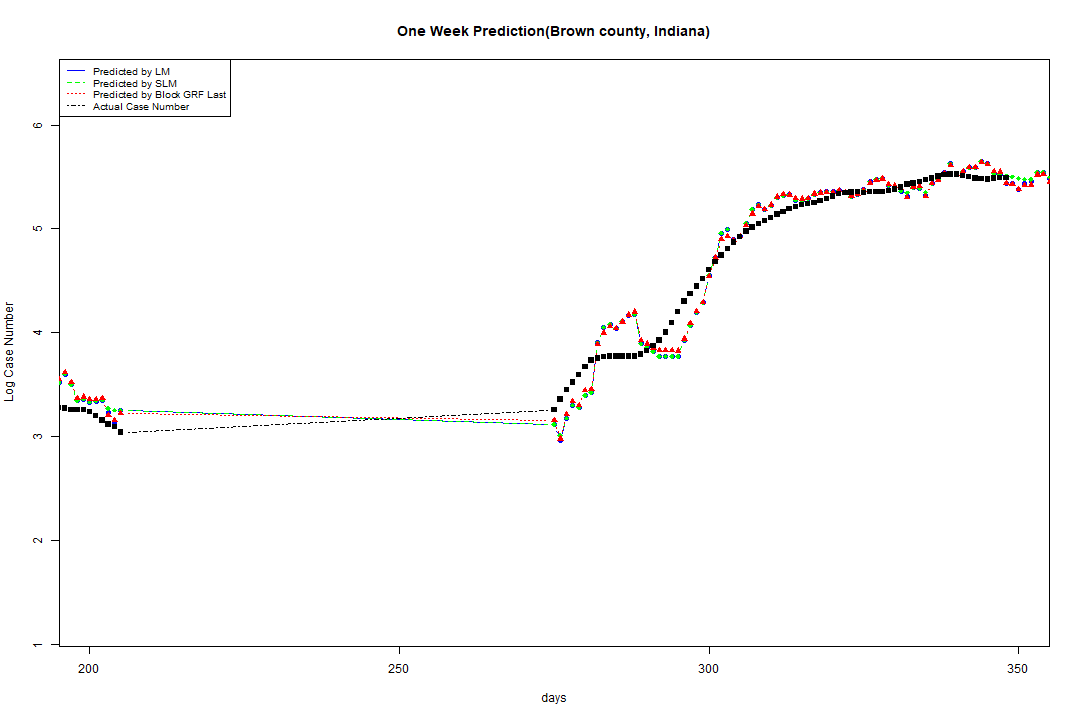 One Week Prediction(Brown county, Indiana)
Predicted by LM
Predicted by SLM
Predicted by Block GRF Last
Actual Case Number
Log Case Number
6
5
4
3
2
1
200
250
300
350
days